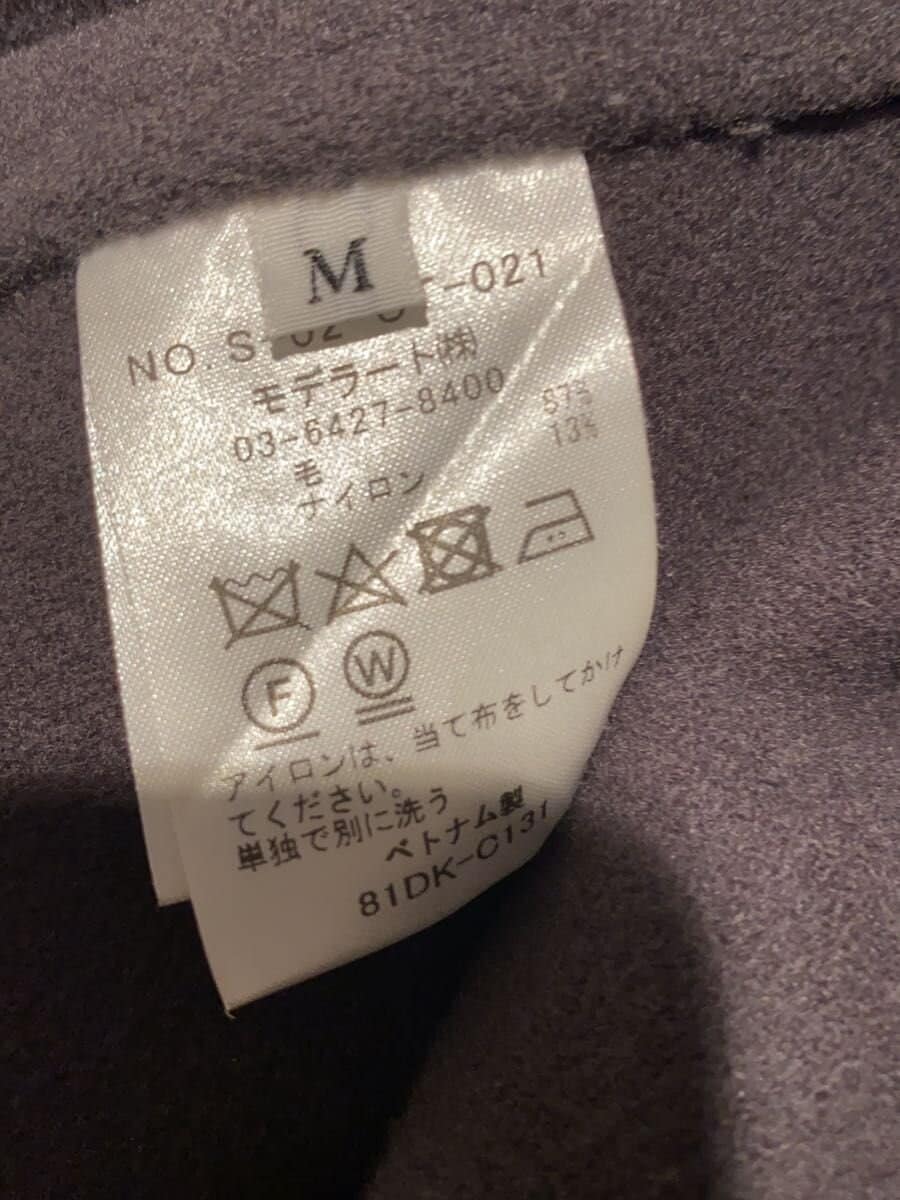 M
NO. S-02
-021
モデラート㈱
03-6427-8400
毛 87%
ナイロン 13%
F W
アイロンは、当て布をしてかけ
てください。
単独で別に洗う
ベトナム製
81DK-C131